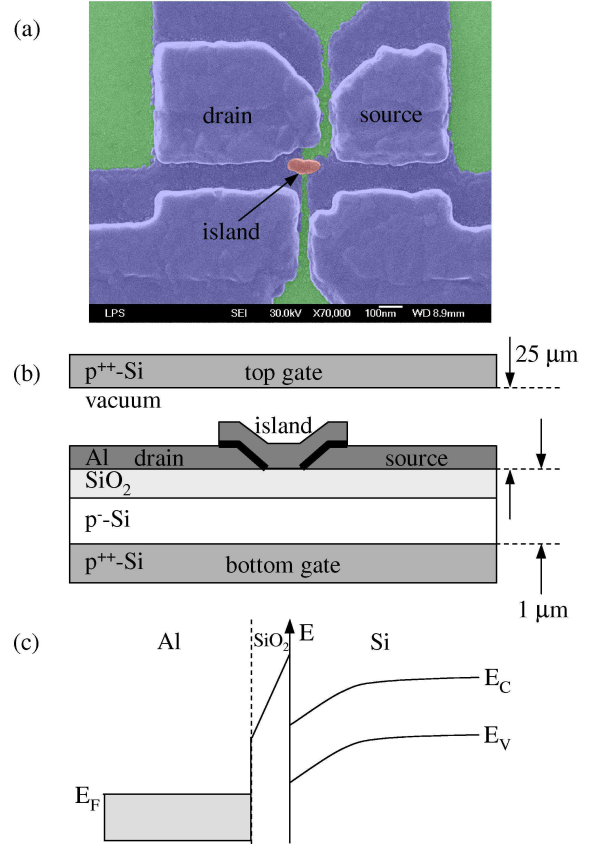 (a)
drain
source
island
LPS SEI 30.0kV X70,000 100nm WD 8.9mm
(b)
25 μm
p++-Si top gate
vacuum
island
Al drain source
SiO2
p--Si
p++-Si bottom gate
1 μm
(c)
Al SiO2 E Si
EC
EV
EF